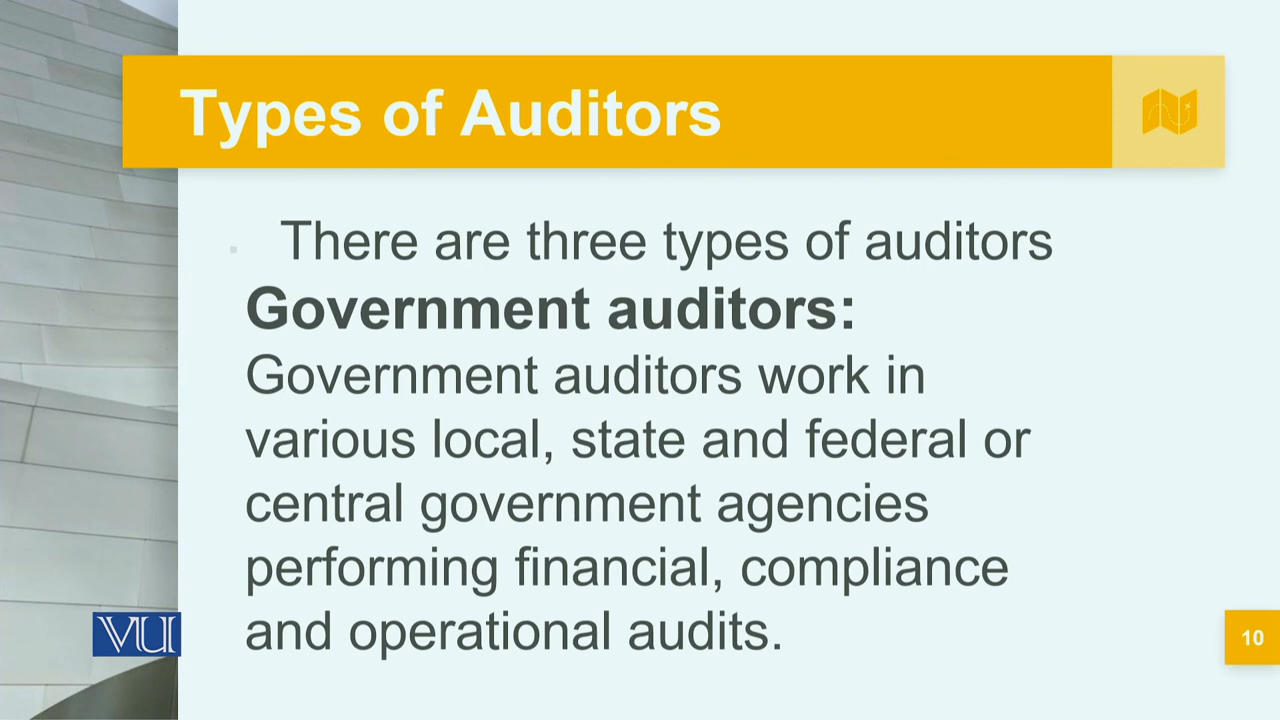 Types of Auditors
There are three types of auditors
Government auditors:
Government auditors work in
various local, state and federal or
central government agencies
performing financial, compliance
and operational audits.
VU
10